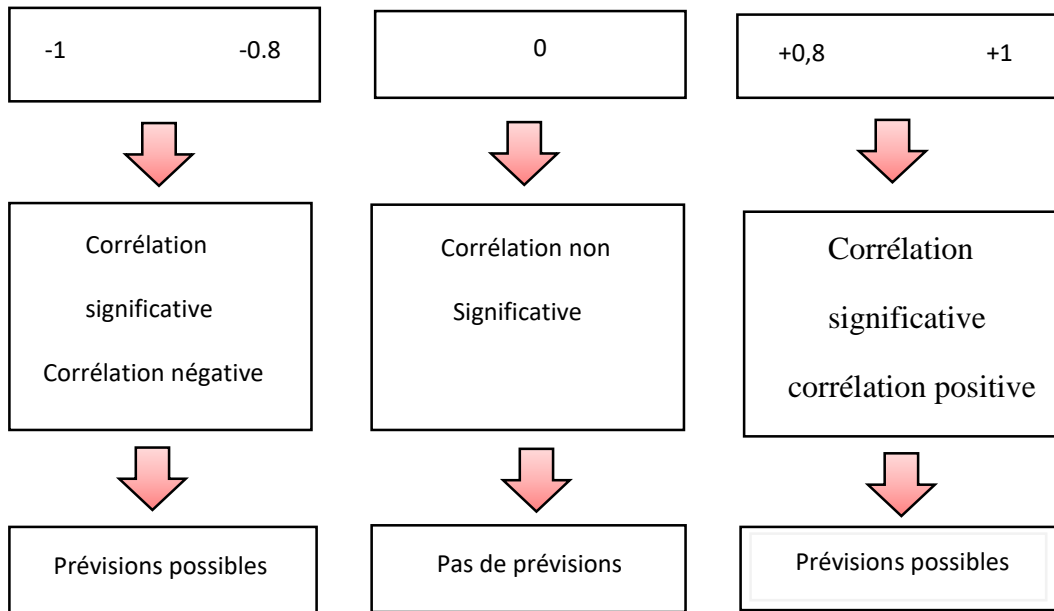 -1 -0.8
0
+0,8 +1
Corrélation
significative
Corrélation négative
Corrélation non
Significative
Corrélation
significative
corrélation positive
Prévisions possibles
Pas de prévisions
Prévisions possibles